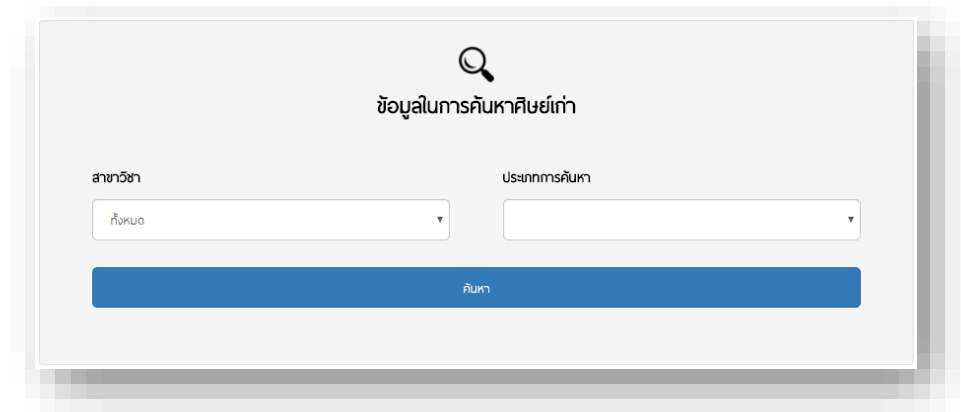 ข้อมูลในการค้นหาศิษย์เก่า
สาขาวิชา
ประเภทการค้นหา
ทั้งหมด
ค้นหา